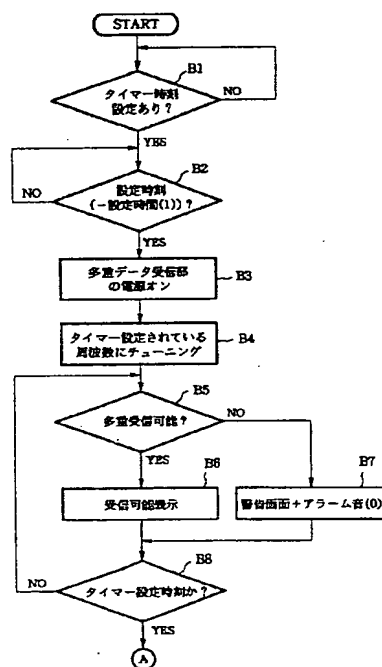 START
B1
タイマー時刻
設定あり？
NO
YES
B2
設定時刻
(－設定時間(1))？
NO
YES
多重データ受信部
の電源オン
B3
タイマー設定されている
周波数にチューニング
B4
B5
多重受信可能？
NO
YES
B6
受信可能表示
B7
警告画面+アラーム音(0)
B8
タイマー設定時刻か？
NO
YES
A